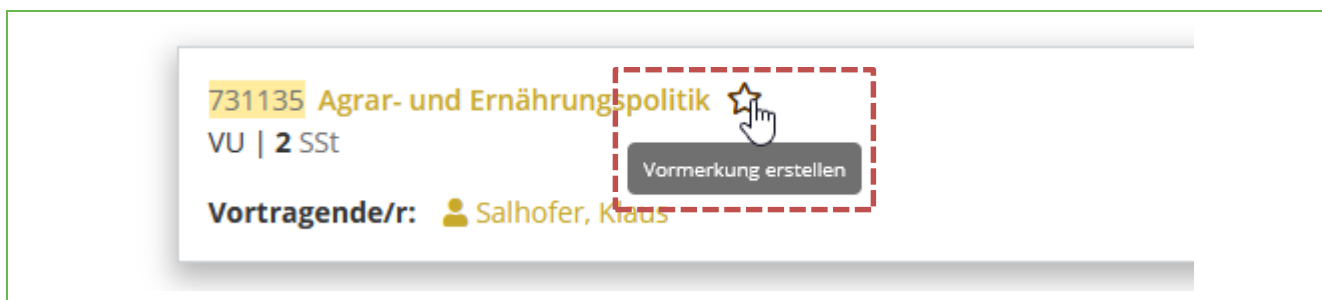 731135 Agrar- und Ernährungspolitik
VU | 2 SSt
Vormerkung erstellen
Vortragende/r: Salhofer, Klaus